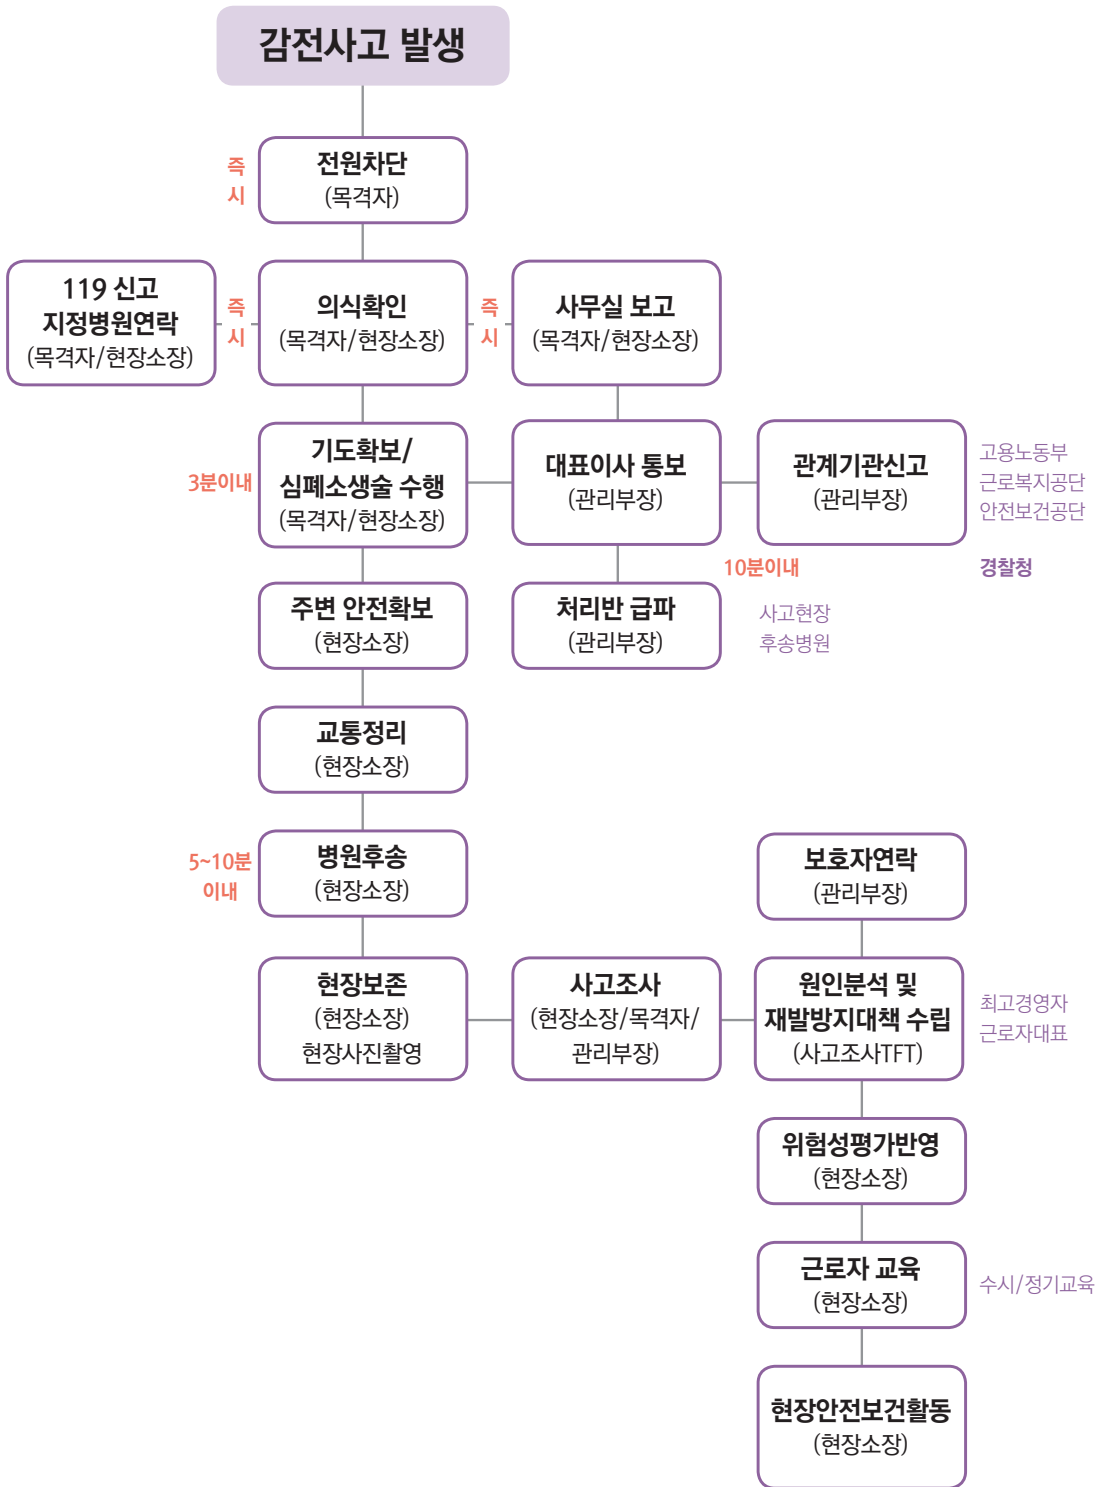 감전사고 발생
즉
시
전원차단
(목격자)
119 신고
지정병원연락
(목격자/현장소장)
즉
시
의식확인
(목격자/현장소장)
즉
시
사무실 보고
(목격자/현장소장)
3분이내
기도확보/
심폐소생술 수행
(목격자/현장소장)
대표이사 통보
(관리부장)
관계기관신고
(관리부장)
고용노동부
근로복지공단
안전보건공단
경찰청
10분이내
주변 안전확보
(현장소장)
처리반 급파
(관리부장)
사고현장
후송병원
교통정리
(현장소장)
5~10분
이내
병원후송
(현장소장)
보호자연락
(관리부장)
현장보존
(현장소장)
현장사진촬영
사고조사
(현장소장/목격자/
관리부장)
원인분석 및
재발방지대책 수립
(사고조사TFT)
최고경영자
근로자대표
위험성평가반영
(현장소장)
근로자 교육
(현장소장)
수시/정기교육
현장안전보건활동
(현장소장)